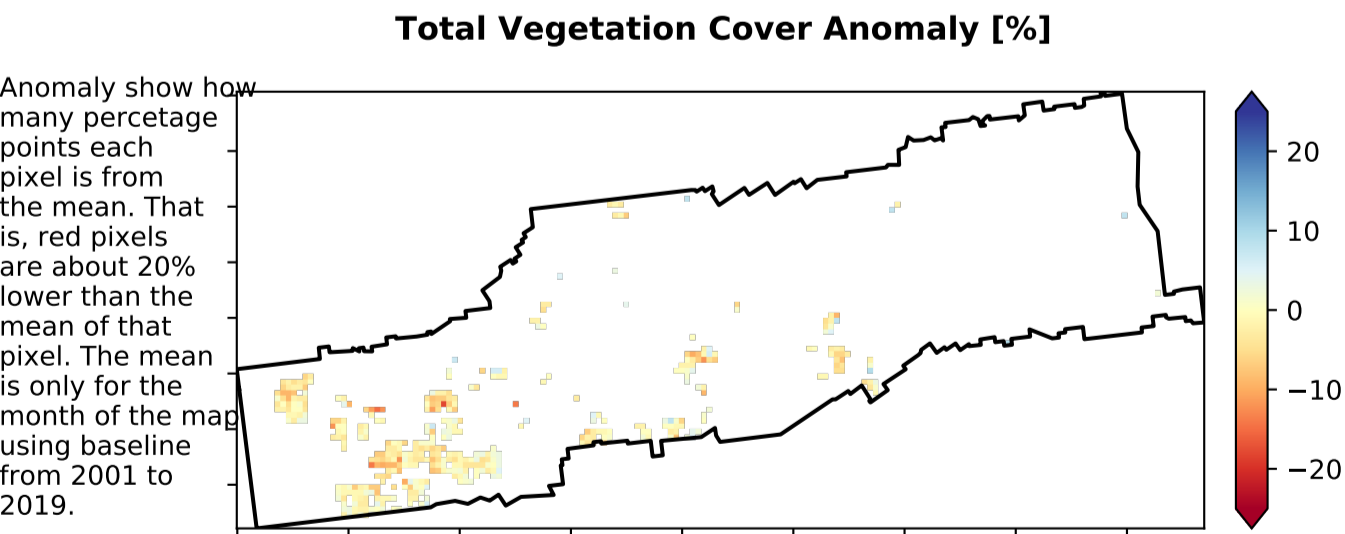 Total Vegetation Cover Anomaly [%]
Anomaly show how
many percetage
points each
pixel is from
the mean. That
is, red pixels
are about 20%
lower than the
mean of that
pixel. The mean
is only for the
month of the map
using baseline
from 2001 to
2019.
20
10
0
−10
−20